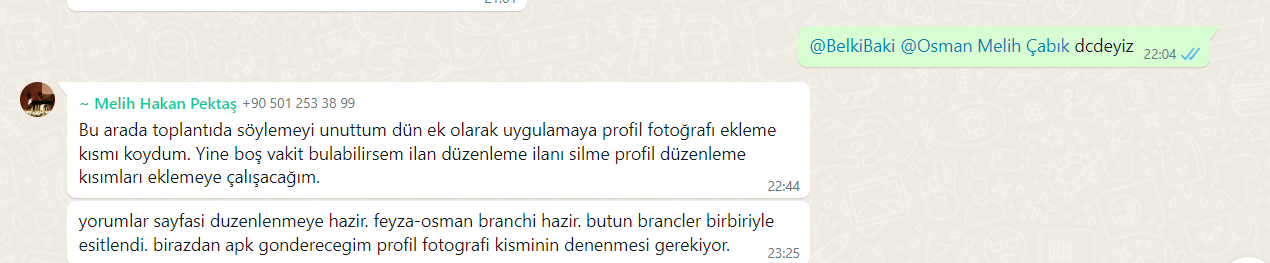 @BelkiBaki @Osman Melih Çabık dcdeyiz 22:04
~ Melih Hakan Pektaş +90 501 253 38 99
Bu arada toplantıda söylemeyi unuttum dün ek olarak uygulamaya profil fotoğrafı ekleme
kısmı koydum. Yine boş vakit bulabilirsem ilan düzenleme ilanı silme profil düzenleme
kısımları eklemeye çalışacağım.
22:44
yorumlar sayfasi duzenlenmeye hazir. feyza-osman branchi hazir. butun brancler birbiriyle
esitlendi. birazdan apk gonderecegim profil fotografi kisminin denenmesi gerekiyor.
23:25